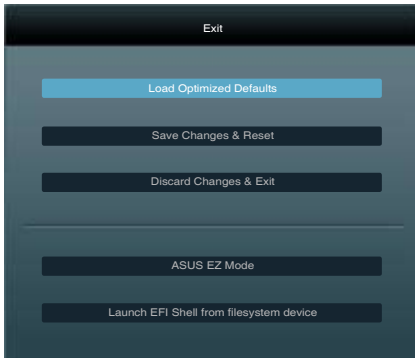 Exit
Load Optimized Defaults
Save Changes & Reset
Discard Changes & Exit
ASUS EZ Mode
Launch EFI Shell from filesystem device